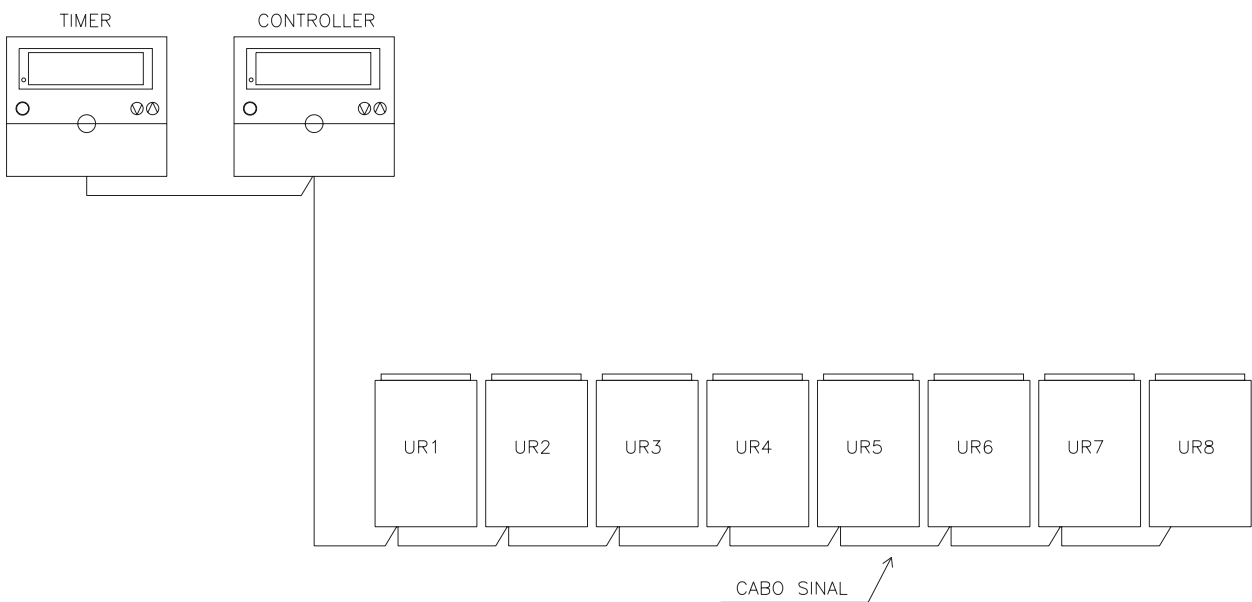 TIMER
CONTROLLER
UR1
UR2
UR3
UR4
UR5
UR6
UR7
UR8
CABO SINAL